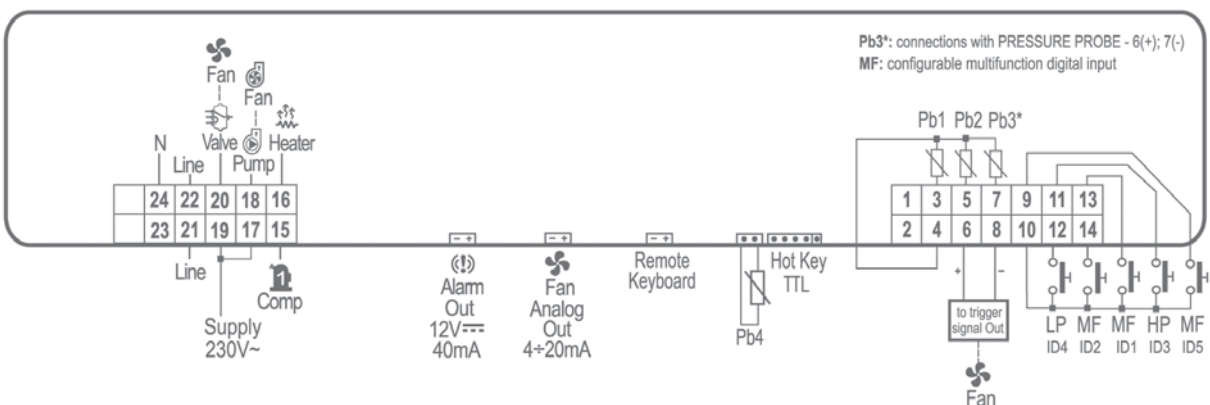 Pb3*: connections with PRESSURE PROBE - 6(+); 7(-)
MF: configurable multifunction digital input
Fan
Fan
N
Line
Valve
Pump
Heater
24 22 20 18 16
23 21 19 17 15
Line
Supply
230V~
1
Comp
- +
(!)
Alarm
Out
12V⎓
40mA
- +
Fan
Analog
Out
4÷20mA
- +
Remote
Keyboard
Pb4
Hot Key
TTL
Pb1 Pb2 Pb3*
1 3 5 7 9 11 13
2 4 6 8 10 12 14
+ -
to trigger
signal Out
Fan
LP MF MF HP MF
ID4 ID2 ID1 ID3 ID5